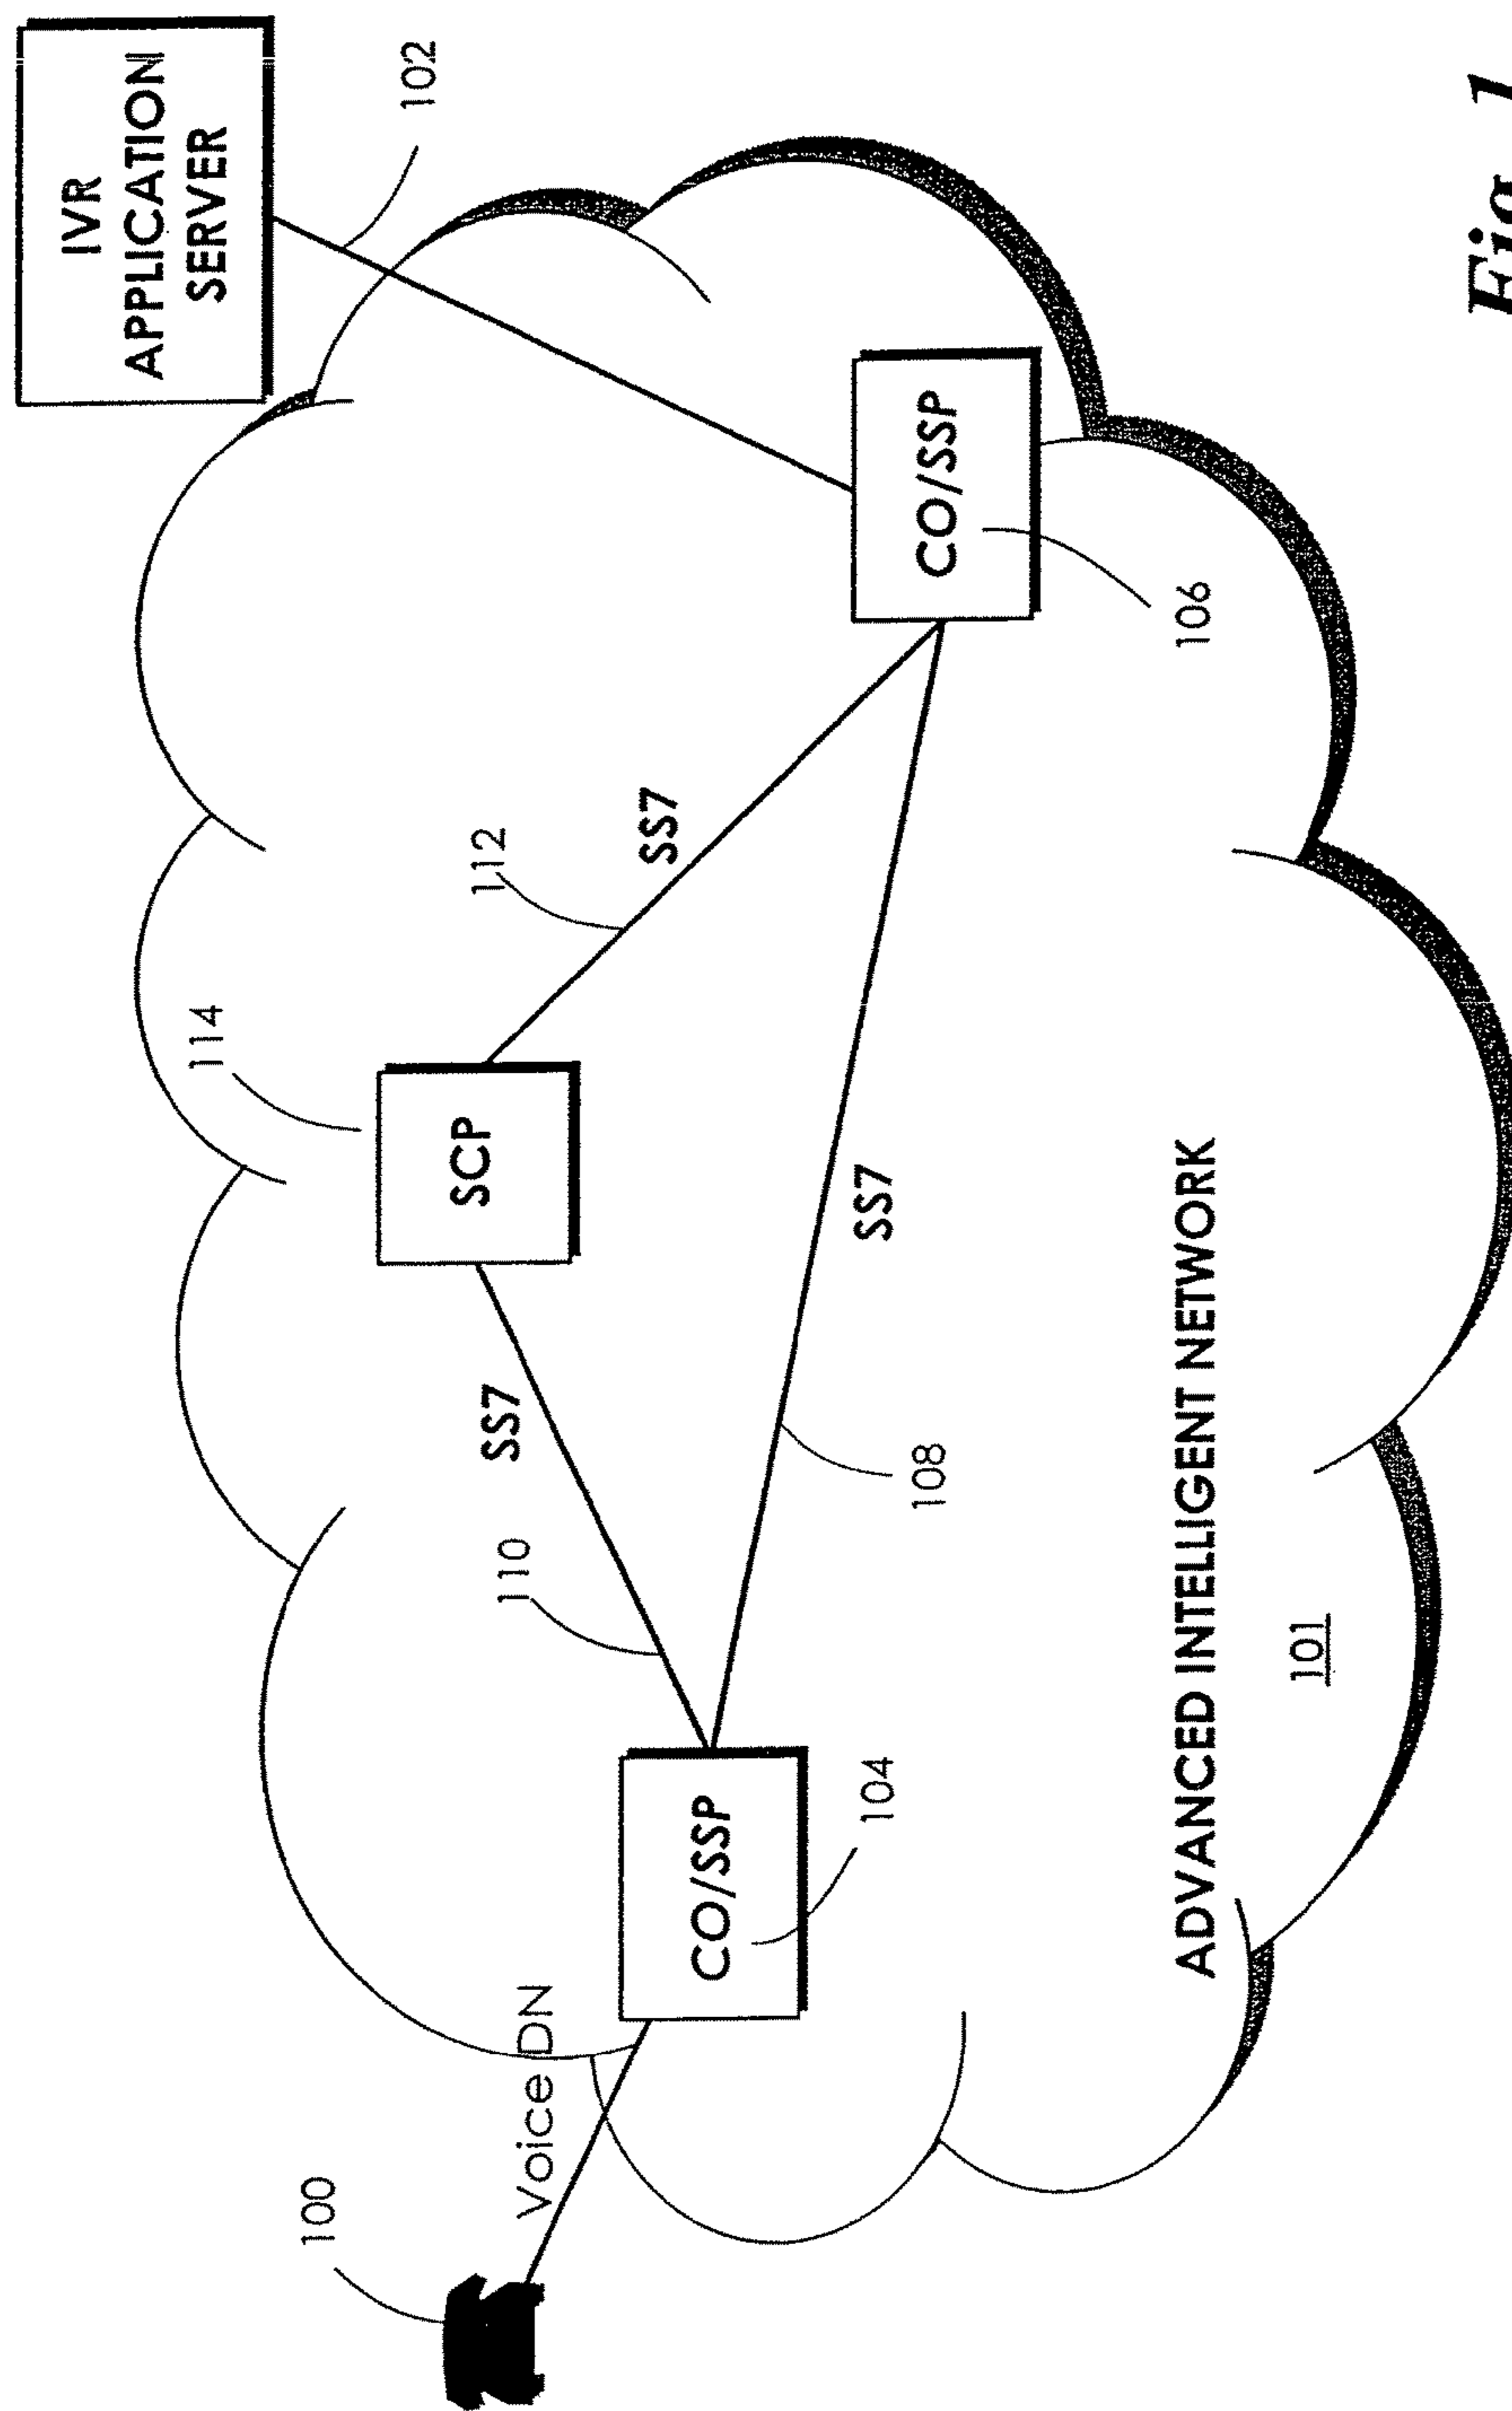 IVR
APPLICATION
SERVER
102
114
112
SS7
SCP
CO/SSP
106
SS7
110
SS7
108
100
Voice DN
CO/SSP
104
ADVANCED INTELLIGENT NETWORK
101
Fig. 1